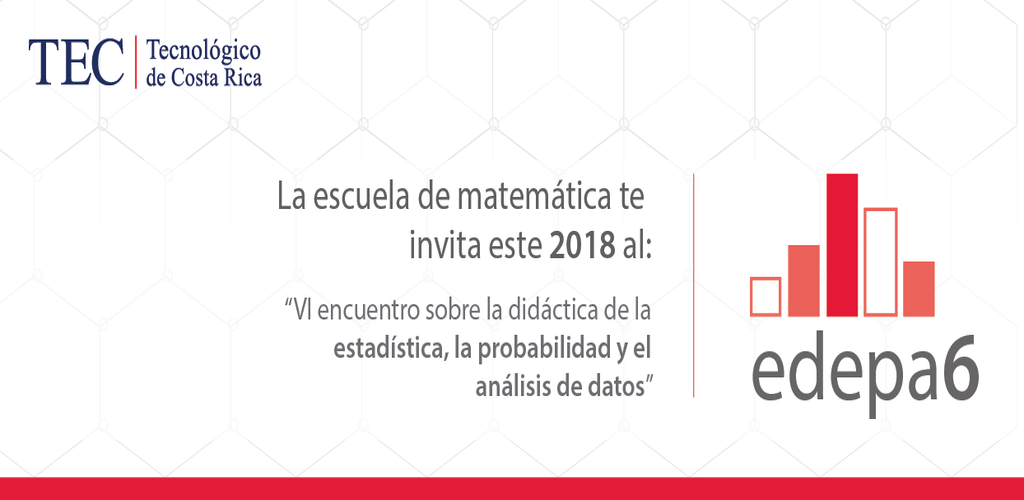 TEC
Tecnológico
de Costa Rica
La escuela de matemática te
invita este 2018 al:
“VI encuentro sobre la didáctica de la
estadística, la probabilidad y el
análisis de datos”
edepa6